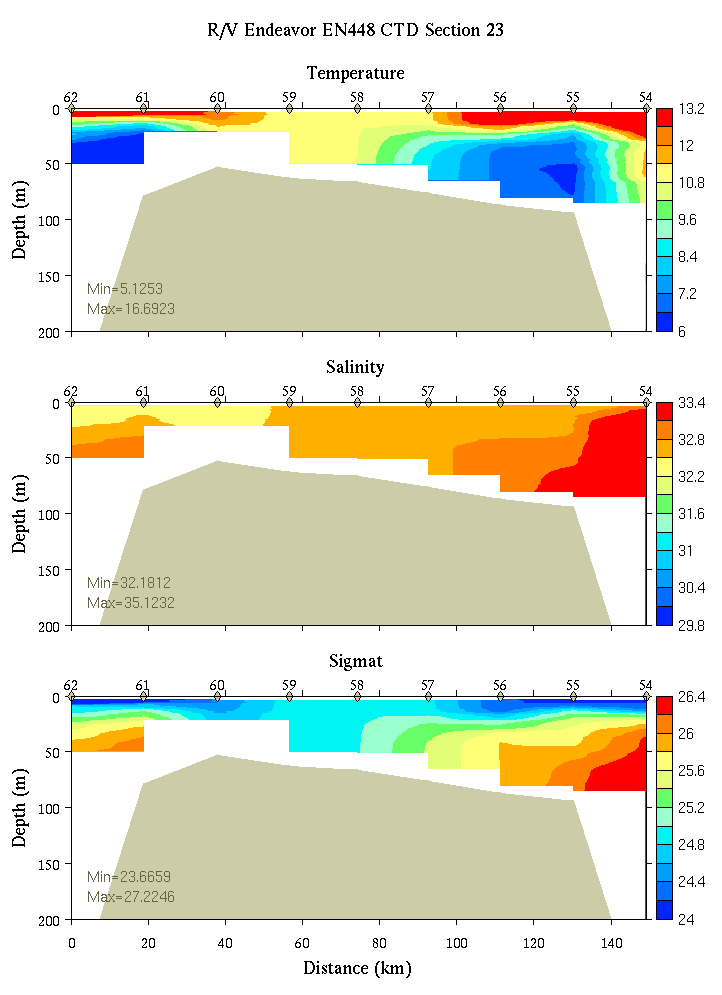 R/V Endeavor EN448 CTD Section 23
Temperature
62 61 60 59 58 57 56 55 54
0
50
100
150
200
Depth (m)
Min=5.1253
Max=16.6923
13.2
12
10.8
9.6
8.4
7.2
6
Salinity
62 61 60 59 58 57 56 55 54
0
50
100
150
200
Depth (m)
Min=32.1812
Max=35.1232
33.4
32.8
32.2
31.6
31
30.4
29.8
Sigmat
62 61 60 59 58 57 56 55 54
0
50
100
150
200
Depth (m)
Min=23.6659
Max=27.2246
26.4
26
25.6
25.2
24.8
24.4
24
0 20 40 60 80 100 120 140
Distance (km)